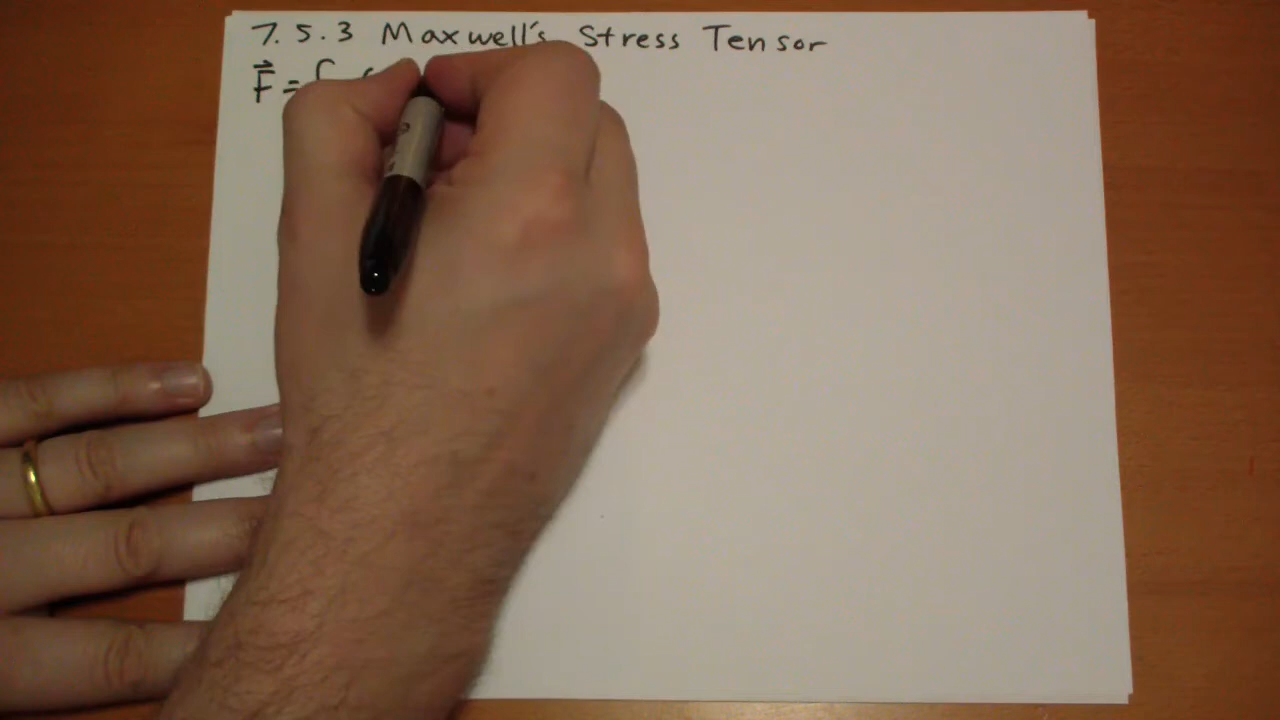 7.5.3 Maxwell's Stress Tensor
F⃗ = ∫